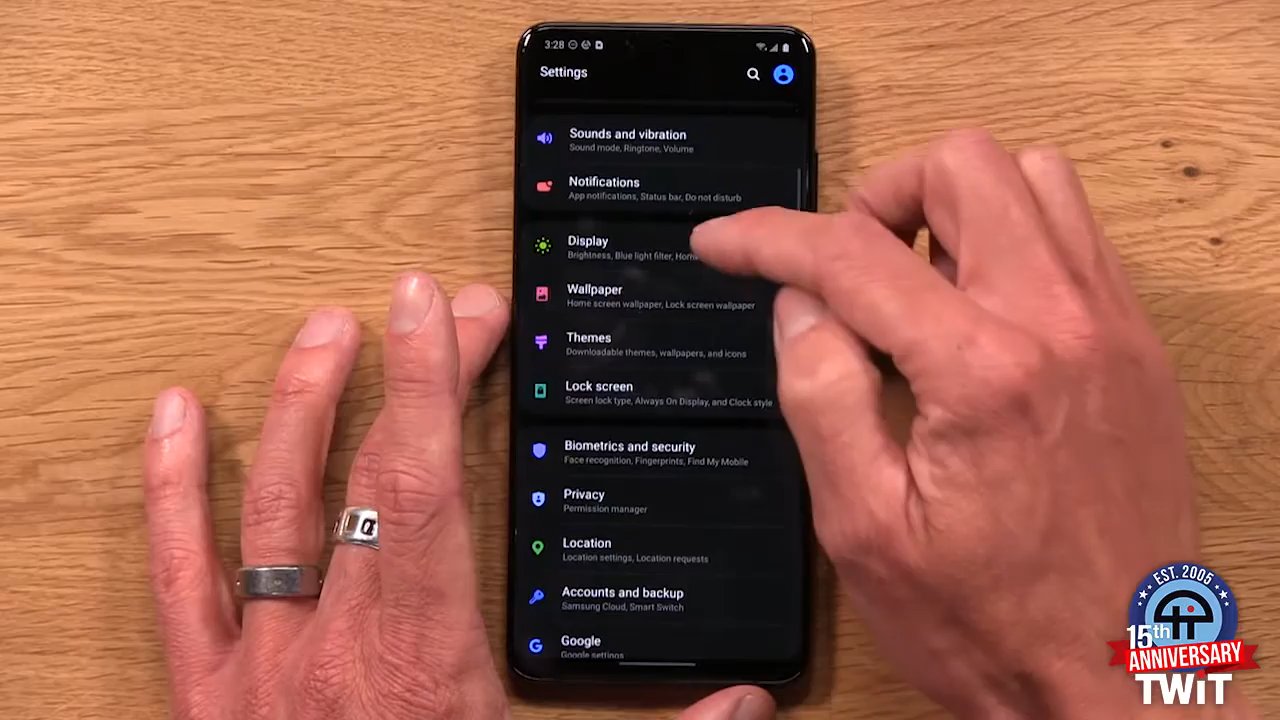 3:28
Settings
Sounds and vibration
Sound mode, Ringtone, Volume
Notifications
App notifications, Status bar, Do not disturb
Display
Brightness, Blue light filter,
Wallpaper
Home screen wallpaper, Lock screen wallpaper
Themes
Downloadable themes, wallpapers, and icons
Lock screen
Screen lock type, Always On Display, and Clock style
Biometrics and security
Face recognition, Fingerprints, Find My Mobile
Privacy
Permission manager
Location
Location settings, Location requests
Accounts and backup
Samsung Cloud, Smart Switch
Google
Google settings
EST. 2005
15th
ANNIVERSARY
TWiT